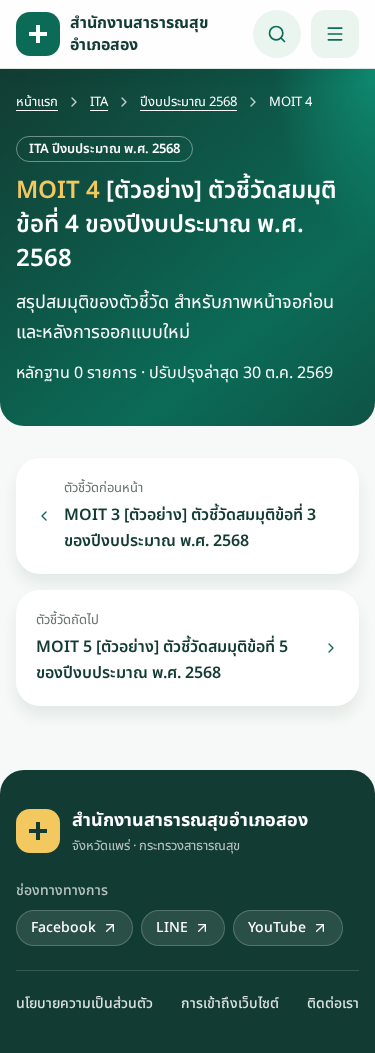 สำนักงานสาธารณสุข
อำเภอสอง
หน้าแรก > ITA > ปีงบประมาณ 2568 > MOIT 4
ITA ปีงบประมาณ พ.ศ. 2568
MOIT 4 [ตัวอย่าง] ตัวชี้วัดสมมุติ
ข้อที่ 4 ของปีงบประมาณ พ.ศ.
2568
สรุปสมมุติของตัวชี้วัด สำหรับภาพหน้าจอก่อน
และหลังการออกแบบใหม่
หลักฐาน 0 รายการ · ปรับปรุงล่าสุด 30 ต.ค. 2569
ตัวชี้วัดก่อนหน้า
MOIT 3 [ตัวอย่าง] ตัวชี้วัดสมมุติข้อที่ 3
ของปีงบประมาณ พ.ศ. 2568
ตัวชี้วัดถัดไป
MOIT 5 [ตัวอย่าง] ตัวชี้วัดสมมุติข้อที่ 5
ของปีงบประมาณ พ.ศ. 2568
สำนักงานสาธารณสุขอำเภอสอง
จังหวัดแพร่ · กระทรวงสาธารณสุข
ช่องทางทางการ
Facebook LINE YouTube
นโยบายความเป็นส่วนตัว การเข้าถึงเว็บไซต์ ติดต่อเรา